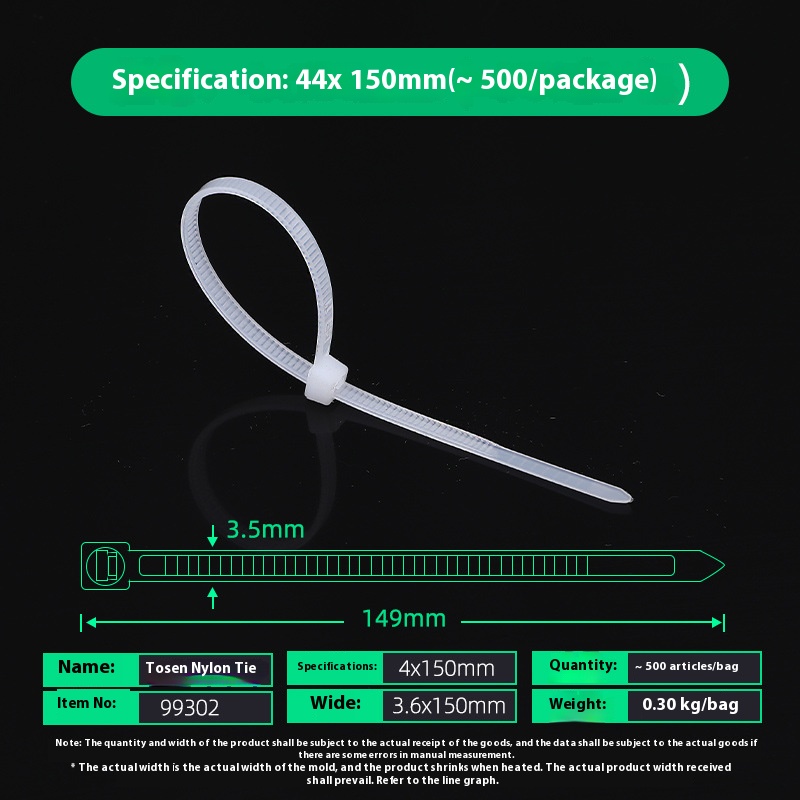 Specification: 44x 150mm(~ 500/package) )
3.5mm
149mm
Name: Tosen Nylon Tie
Specifications: 4x150mm
Quantity: ~ 500 articles/bag
Item No: 99302
Wide: 3.6x150mm
Weight: 0.30 kg/bag
Note: The quantity and width of the product shall be subject to the actual receipt of the goods, and the data shall be subject to the actual goods if
there are some errors in manual measurement.
* The actual width is the actual width of the mold, and the product shrinks when heated. The actual product width received
shall prevail. Refer to the line graph.